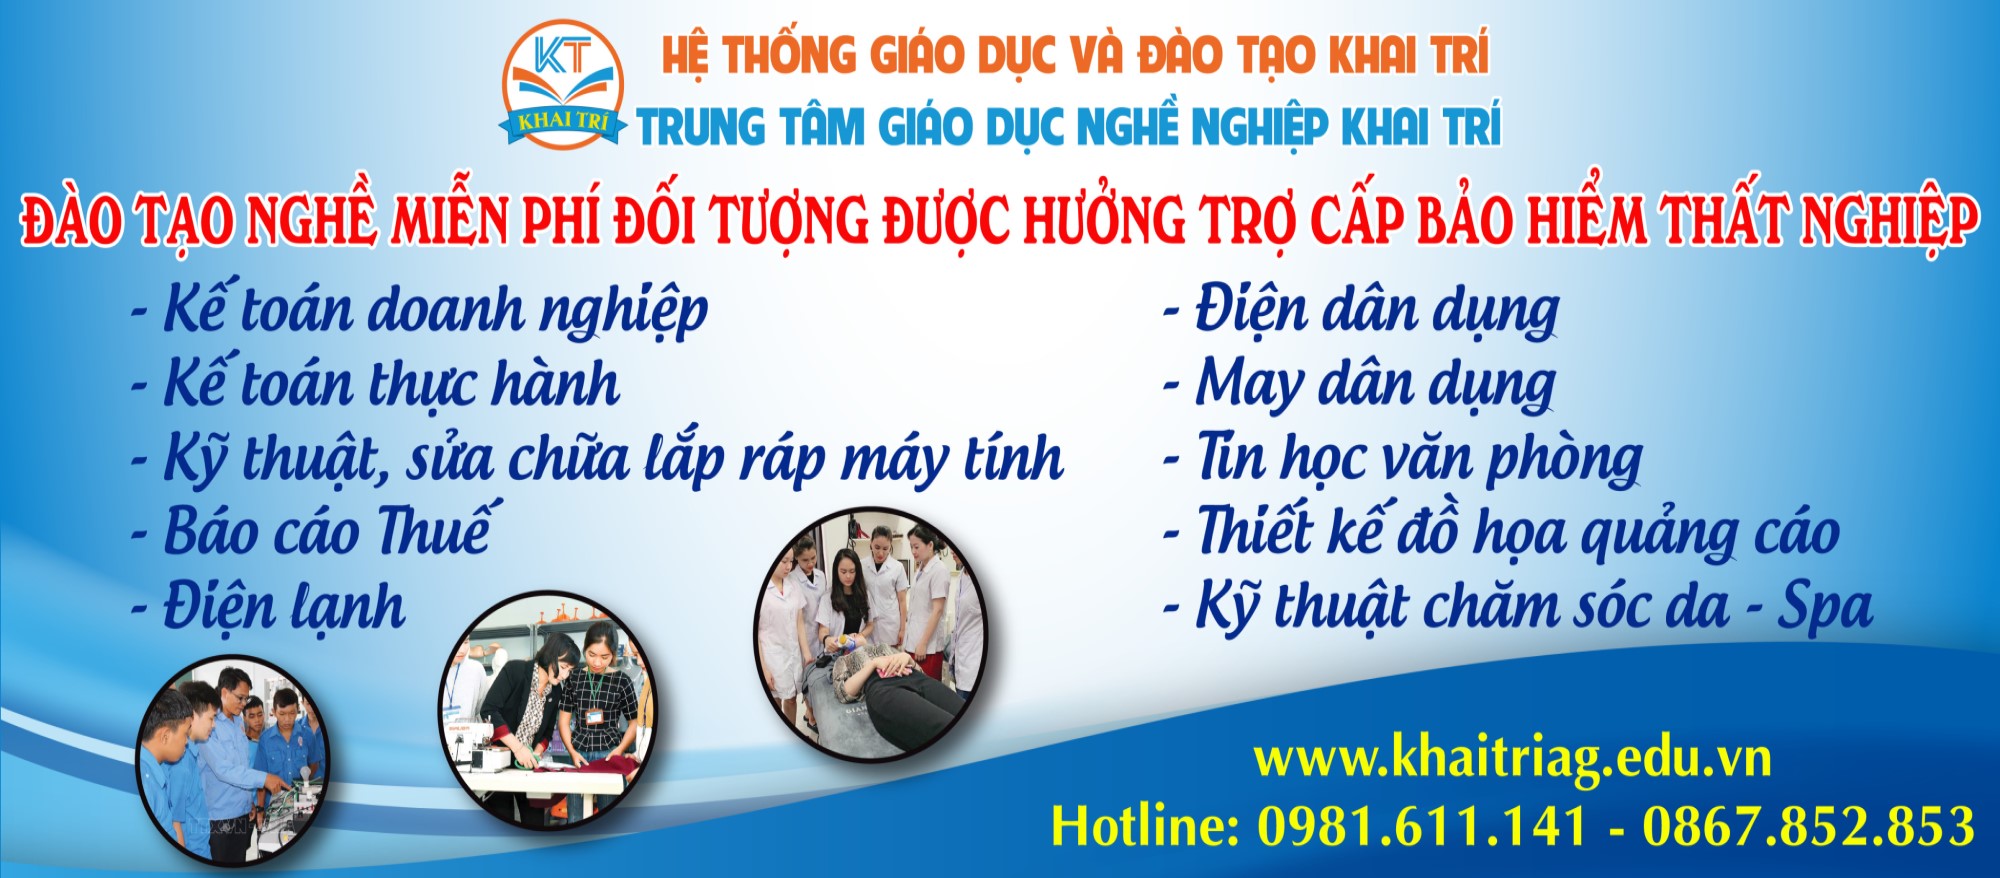 KT
KHAI TRÍ
HỆ THỐNG GIÁO DỤC VÀ ĐÀO TẠO KHAI TRÍ
TRUNG TÂM GIÁO DỤC NGHỀ NGHIỆP KHAI TRÍ
ĐÀO TẠO NGHỀ MIỄN PHÍ ĐỐI TƯỢNG ĐƯỢC HƯỞNG TRỢ CẤP BẢO HIỂM THẤT NGHIỆP
- Kế toán doanh nghiệp
- Kế toán thực hành
- Kỹ thuật, sửa chữa lắp ráp máy tính
- Báo cáo Thuế
- Điện lạnh
- Điện dân dụng
- May dân dụng
- Tin học văn phòng
- Thiết kế đồ họa quảng cáo
- Kỹ thuật chăm sóc da - Spa
www.khaitriag.edu.vn
Hotline: 0981.611.141 - 0867.852.853